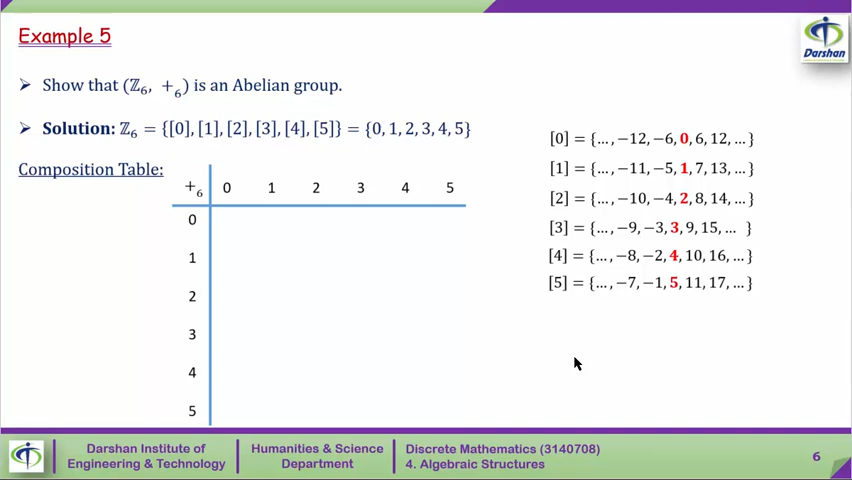 Example 5
Darshan
➢ Show that (ℤ₆, +₆) is an Abelian group.
➢ Solution: ℤ₆ = {[0], [1], [2], [3], [4], [5]} = {0, 1, 2, 3, 4, 5}
[0] = {…, −12, −6, 0, 6, 12, …}
[1] = {…, −11, −5, 1, 7, 13, …}
[2] = {…, −10, −4, 2, 8, 14, …}
[3] = {…, −9, −3, 3, 9, 15, … }
[4] = {…, −8, −2, 4, 10, 16, …}
[5] = {…, −7, −1, 5, 11, 17, …}
Composition Table:
+₆ 0 1 2 3 4 5
0
1
2
3
4
5
Darshan Institute of
Engineering & Technology
Humanities & Science
Department
Discrete Mathematics (3140708)
4. Algebraic Structures
6